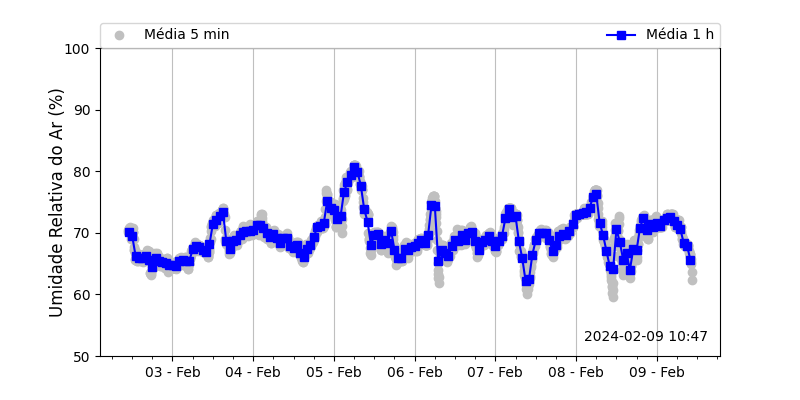 Média 5 min
Média 1 h
Umidade Relativa do Ar (%)
100
90
80
70
60
50
2024-02-09 10:47
03 - Feb
04 - Feb
05 - Feb
06 - Feb
07 - Feb
08 - Feb
09 - Feb